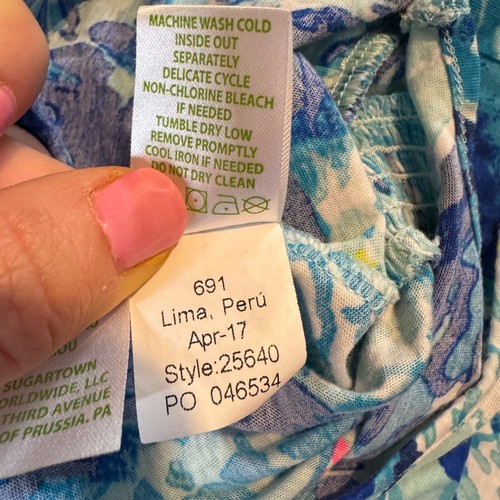 MACHINE WASH COLD
INSIDE OUT
SEPARATELY
DELICATE CYCLE
NON-CHLORINE BLEACH
IF NEEDED
TUMBLE DRY LOW
REMOVE PROMPTLY
COOL IRON IF NEEDED
DO NOT DRY CLEAN
691
Lima, Perú
Apr-17
Style:25640
PO 046534
SUGARTOWN
WORLDWIDE, LLC
THIRD AVENUE
OF PRUSSIA, PA